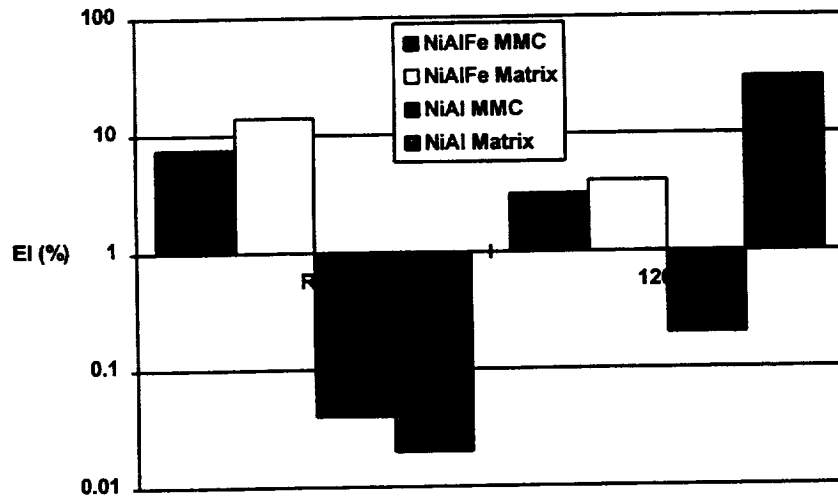 100
NiAlFe MMC
NiAlFe Matrix
NiAl MMC
NiAl Matrix
10
El (%)
1
0.1
0.01